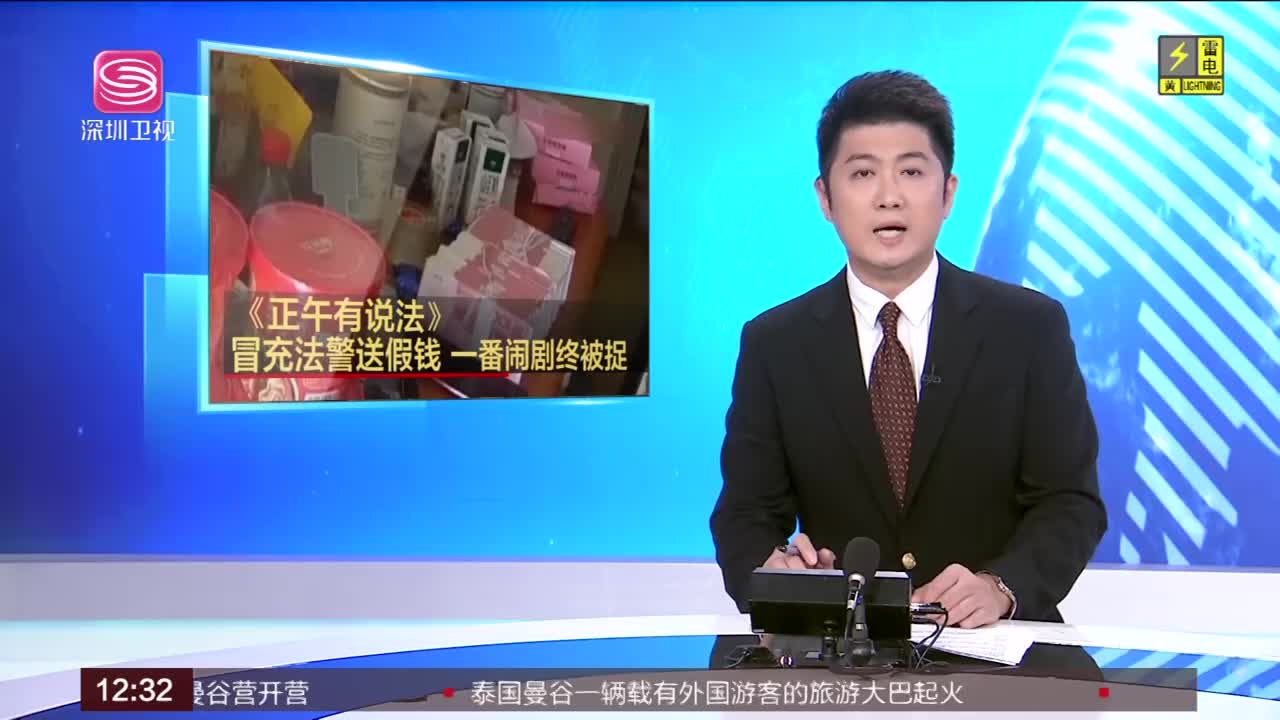 深圳卫视
雷电
黄 LIGHTNING
《正午有说法》
冒充法警送假钱 一番闹剧终被捉
12:32
曼谷营开营 ▪ 泰国曼谷一辆载有外国游客的旅游大巴起火 ▪